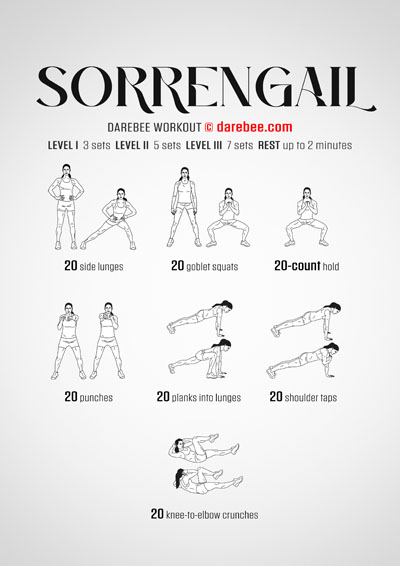 SORRENGAIL
DAREBEE WORKOUT © darebee.com
LEVEL I 3 sets LEVEL II 5 sets LEVEL III 7 sets REST up to 2 minutes
20 side lunges
20 goblet squats
20-count hold
20 punches
20 planks into lunges
20 shoulder taps
20 knee-to-elbow crunches